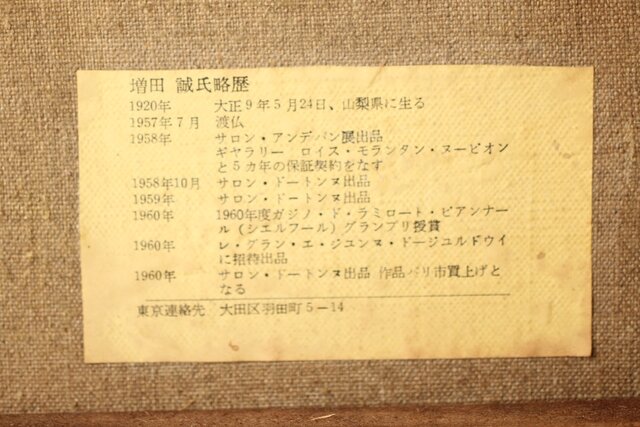 増田 誠氏略歴
1920年 大正9年5月24日、山梨県に生る
1957年7月 渡仏
1958年 サロン・アンデパン展出品
ギャラリー ロイス・モランタン・ヌービオン
と5カ年の保証契約をなす
1958年10月 サロン・ドートンヌ出品
1959年 サロン・ドートンヌ出品
1960年 1960年度ガジノ・ド・ラミロート・ビアンナー
ル(シエルフール)グランプリ授賞
1960年 レ・グラン・エ・ジユンヌ・ドージユルドウイ
に招待出品
1960年 サロン・ドートンヌ出品 作品パリ市買上げと
なる
東京連絡先 大田区羽田町5−14